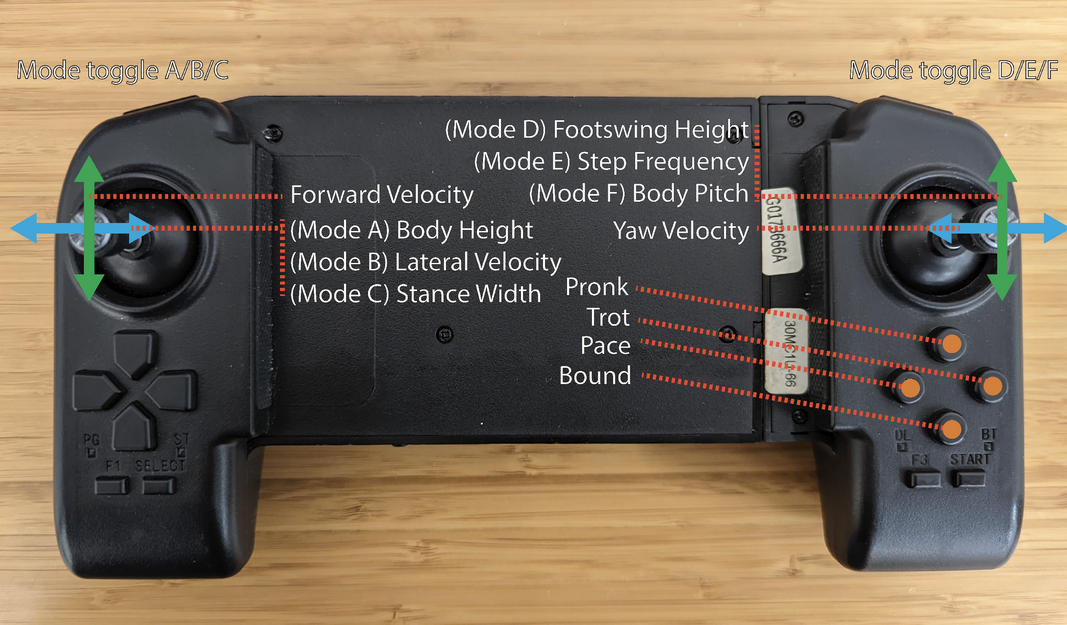 Mode toggle A/B/C
Mode toggle D/E/F
(Mode D) Footswing Height
(Mode E) Step Frequency
(Mode F) Body Pitch
Forward Velocity
(Mode A) Body Height
(Mode B) Lateral Velocity
(Mode C) Stance Width
Yaw Velocity
Pronk
Trot
Pace
Bound
PG
ST
F1
SELECT
DL
BT
F3
START